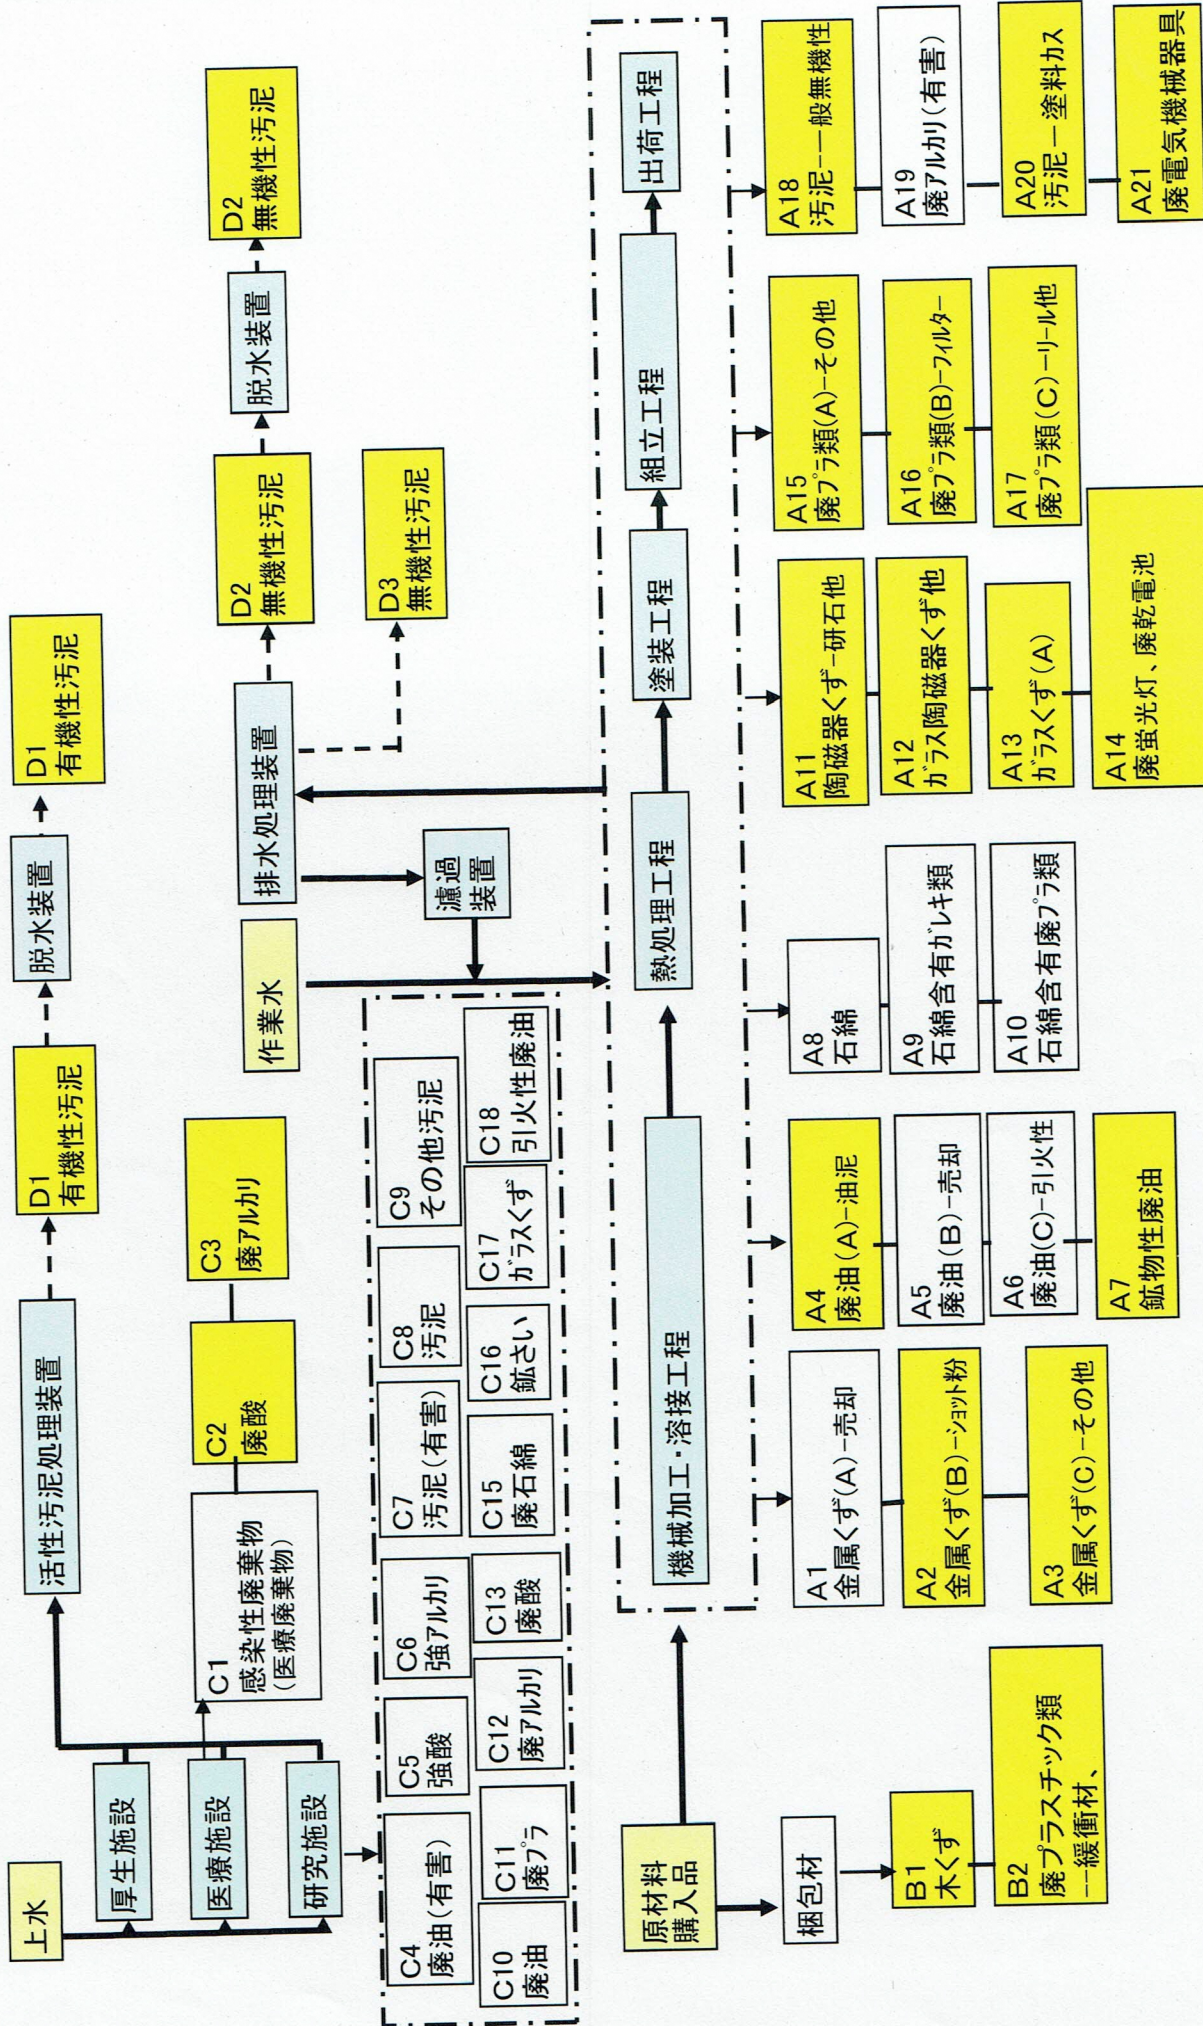 上水
厚生施設
医療施設
研究施設
活性汚泥処理装置
D1
有機性汚泥
脱水装置
D1
有機性汚泥
C1
感染性廃棄物
(医療廃棄物)
C2
廃酸
C3
廃アルカリ
作業水
排水処理装置
濾過
装置
D2
無機性汚泥
脱水装置
D2
無機性汚泥
D3
無機性汚泥
C4
廃油(有害)
C5
強酸
C6
強アルカリ
C7
汚泥(有害)
C8
汚泥
C9
その他汚泥
C10
廃油
C11
廃プラ
C12
廃アルカリ
C13
廃酸
C15
廃石綿
C16
鉱さい
C17
ガラスくず
C18
引火性廃油
原材料
購入品
機械加工・溶接工程
熱処理工程
塗装工程
組立工程
出荷工程
梱包材
B1
木くず
B2
廃プラスチック類
--緩衝材、
A1
金属くず(A)-売却
A2
金属くず(B)-ショット粉
A3
金属くず(C)-その他
A4
廃油(A)-油泥
A5
廃油(B)-売却
A6
廃油(C)-引火性
A7
鉱物性廃油
A8
石綿
A9
石綿含有ガレキ類
A10
石綿含有廃プラ類
A11
陶磁器くず-研石他
A12
ガラス陶磁器くず他
A13
ガラスくず(A)
A14
廃蛍光灯、廃乾電池
A15
廃プラ類(A)-その他
A16
廃プラ類(B)-フィルター
A17
廃プラ類(C)-リール他
A18
汚泥-一般無機性
A19
廃アルカリ(有害)
A20
汚泥-塗料カス
A21
廃電気機械器具